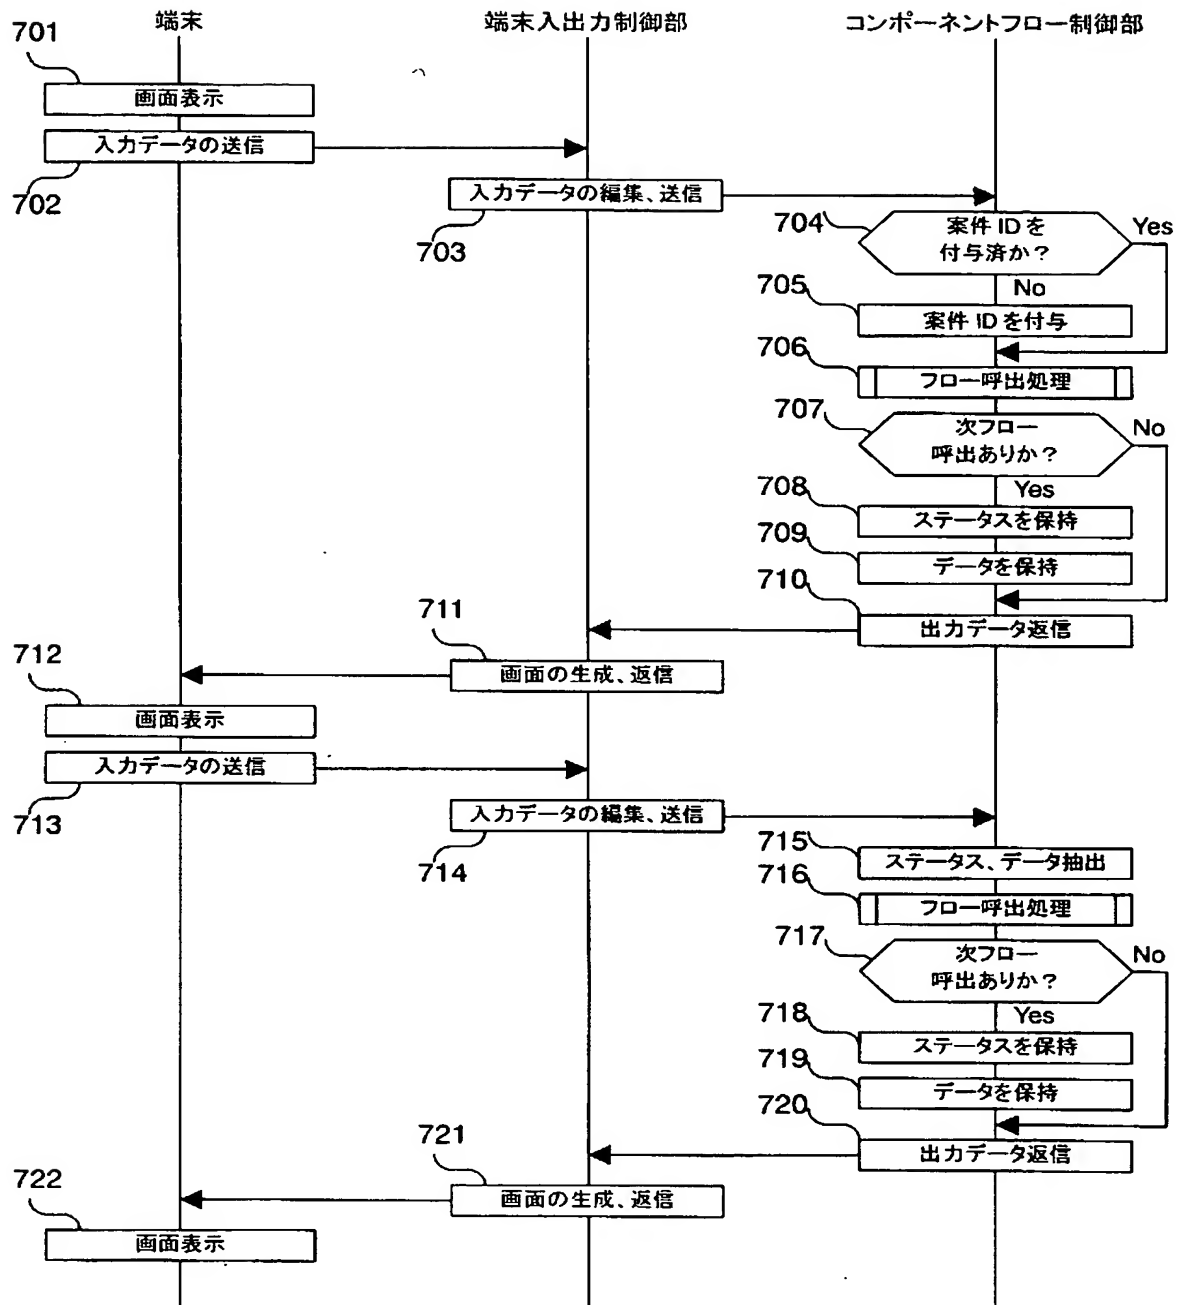 端末
端末入出力制御部
コンポーネントフロー制御部
701
画面表示
入力データの送信
702
入力データの編集、送信
703
704
案件 ID を
付与済か？
Yes
No
705
案件 ID を付与
706
フロー呼出処理
707
次フロー
呼出ありか？
No
Yes
708
ステータスを保持
709
データを保持
710
出力データ返信
711
画面の生成、返信
712
画面表示
入力データの送信
713
入力データの編集、送信
714
715
ステータス、データ抽出
716
フロー呼出処理
717
次フロー
呼出ありか？
No
Yes
718
ステータスを保持
719
データを保持
720
出力データ返信
721
画面の生成、返信
722
画面表示